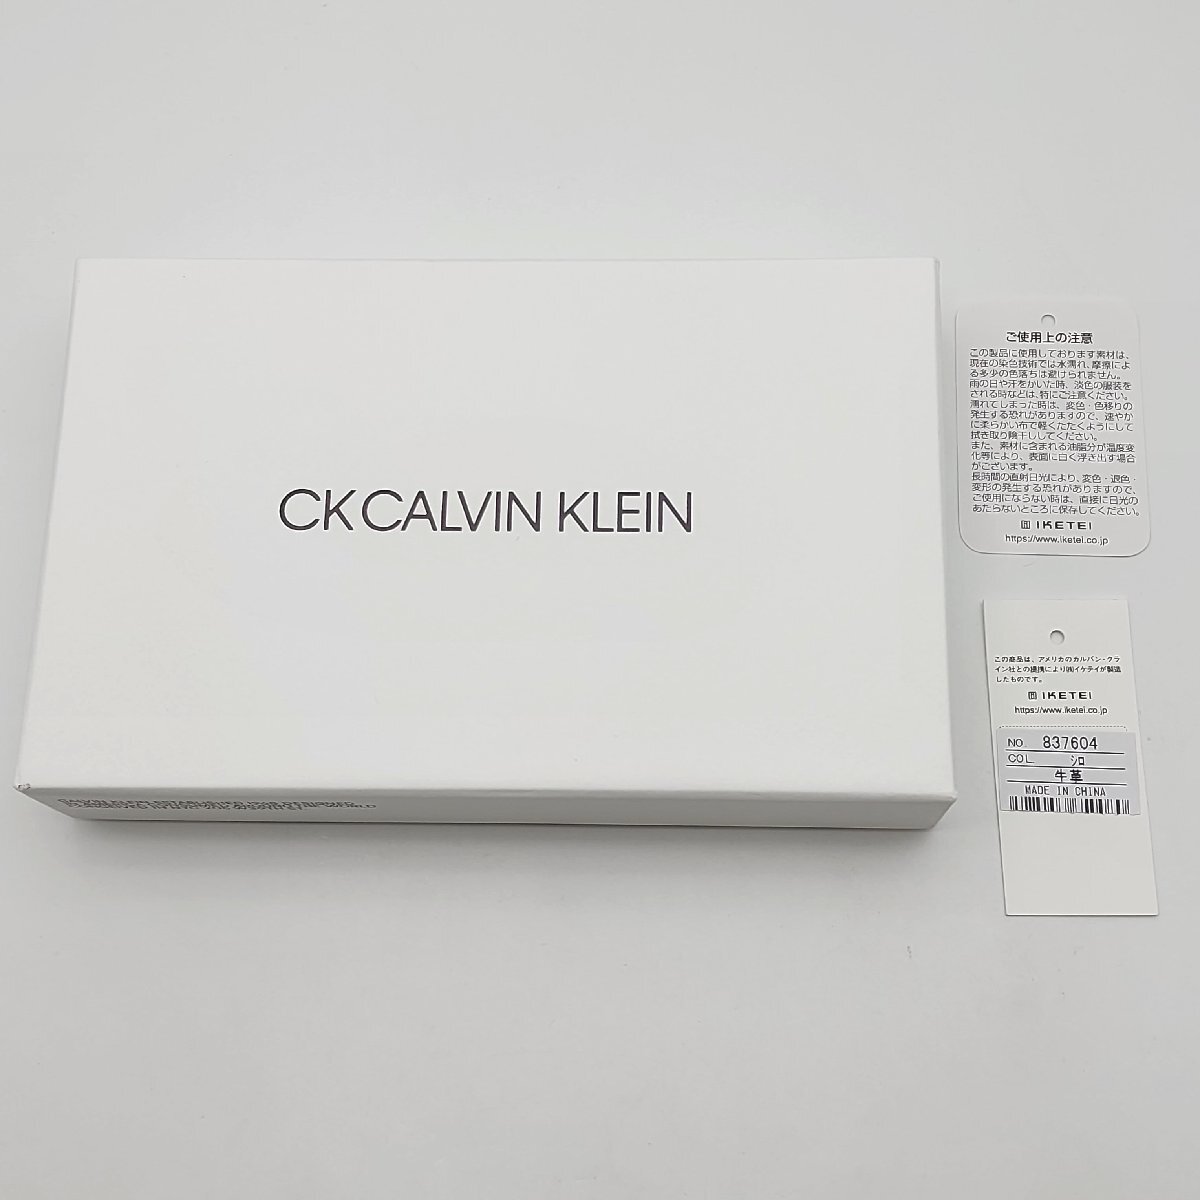 CK CALVIN KLEIN
ご使用上の注意
この製品に使用しております素材は、
現在の染色技術では水濡れ、摩擦によ
る多少の色落ちは避けられません。
雨の日や汗をかいた時、淡色の服装を
される時などは、特にご注意ください。
濡れてしまった時は、変色・色移りの
発生する恐れがありますので、速やか
に柔らかい布で軽くたたくようにして
拭き取り陰干ししてください。
また、素材に含まれる油脂分が温度変
化等により、表面に白く浮き出す場合
がございます。
長時間の直射日光により、変色・退色・
変形の発生する恐れがありますので、
ご使用にならない時は、直接に日光の
あたらないところに保存してください。
IKETEI
https://www.iketei.co.jp
この商品は、アメリカのカルバン・クラ
イン社との提携により㈱イケテイが製造
したものです。
IKETEI
https://www.iketei.co.jp
NO. 837604
COL. シロ
牛革
MADE IN CHINA